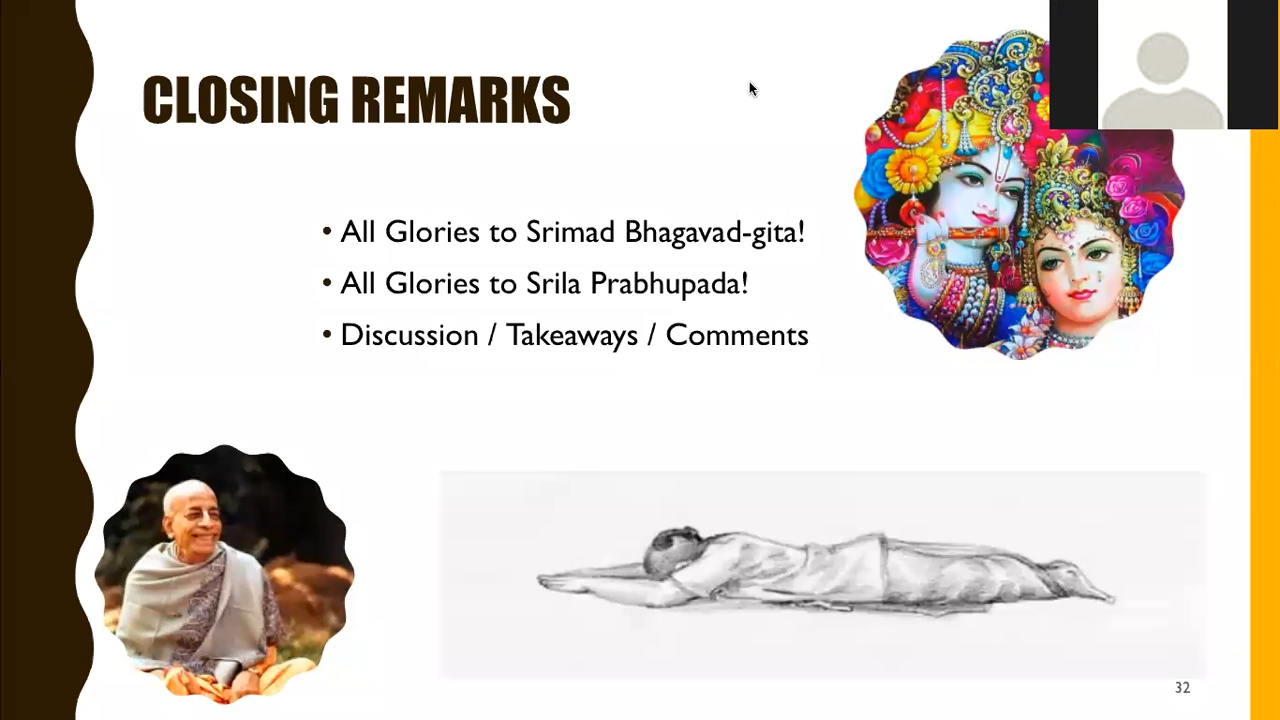 CLOSING REMARKS
• All Glories to Srimad Bhagavad-gita!
• All Glories to Srila Prabhupada!
• Discussion / Takeaways / Comments
32